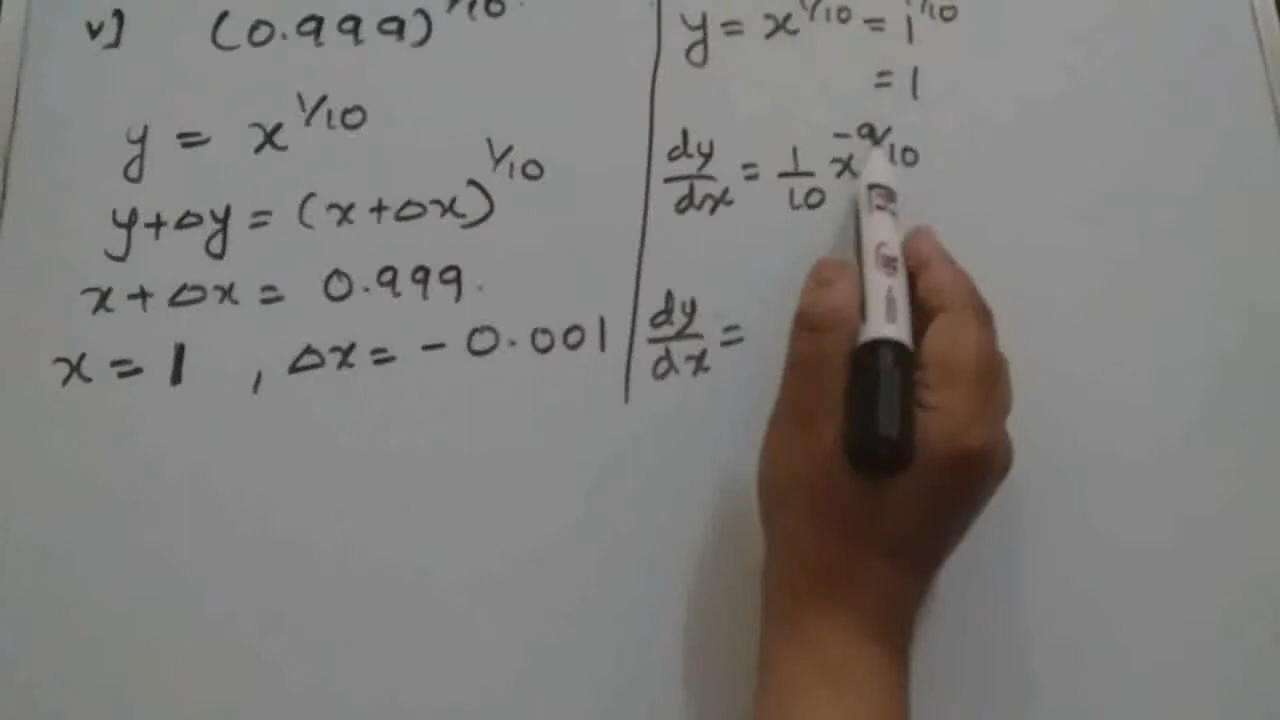 v] (0.999)^1/10
y = x^1/10
y+Δy = (x+Δx)^1/10
x+Δx = 0.999.
x = 1 , Δx = -0.001
y = x^1/10 = 1^1/10
= 1
dy/dx = 1/10 x^-9/10
dy/dx =